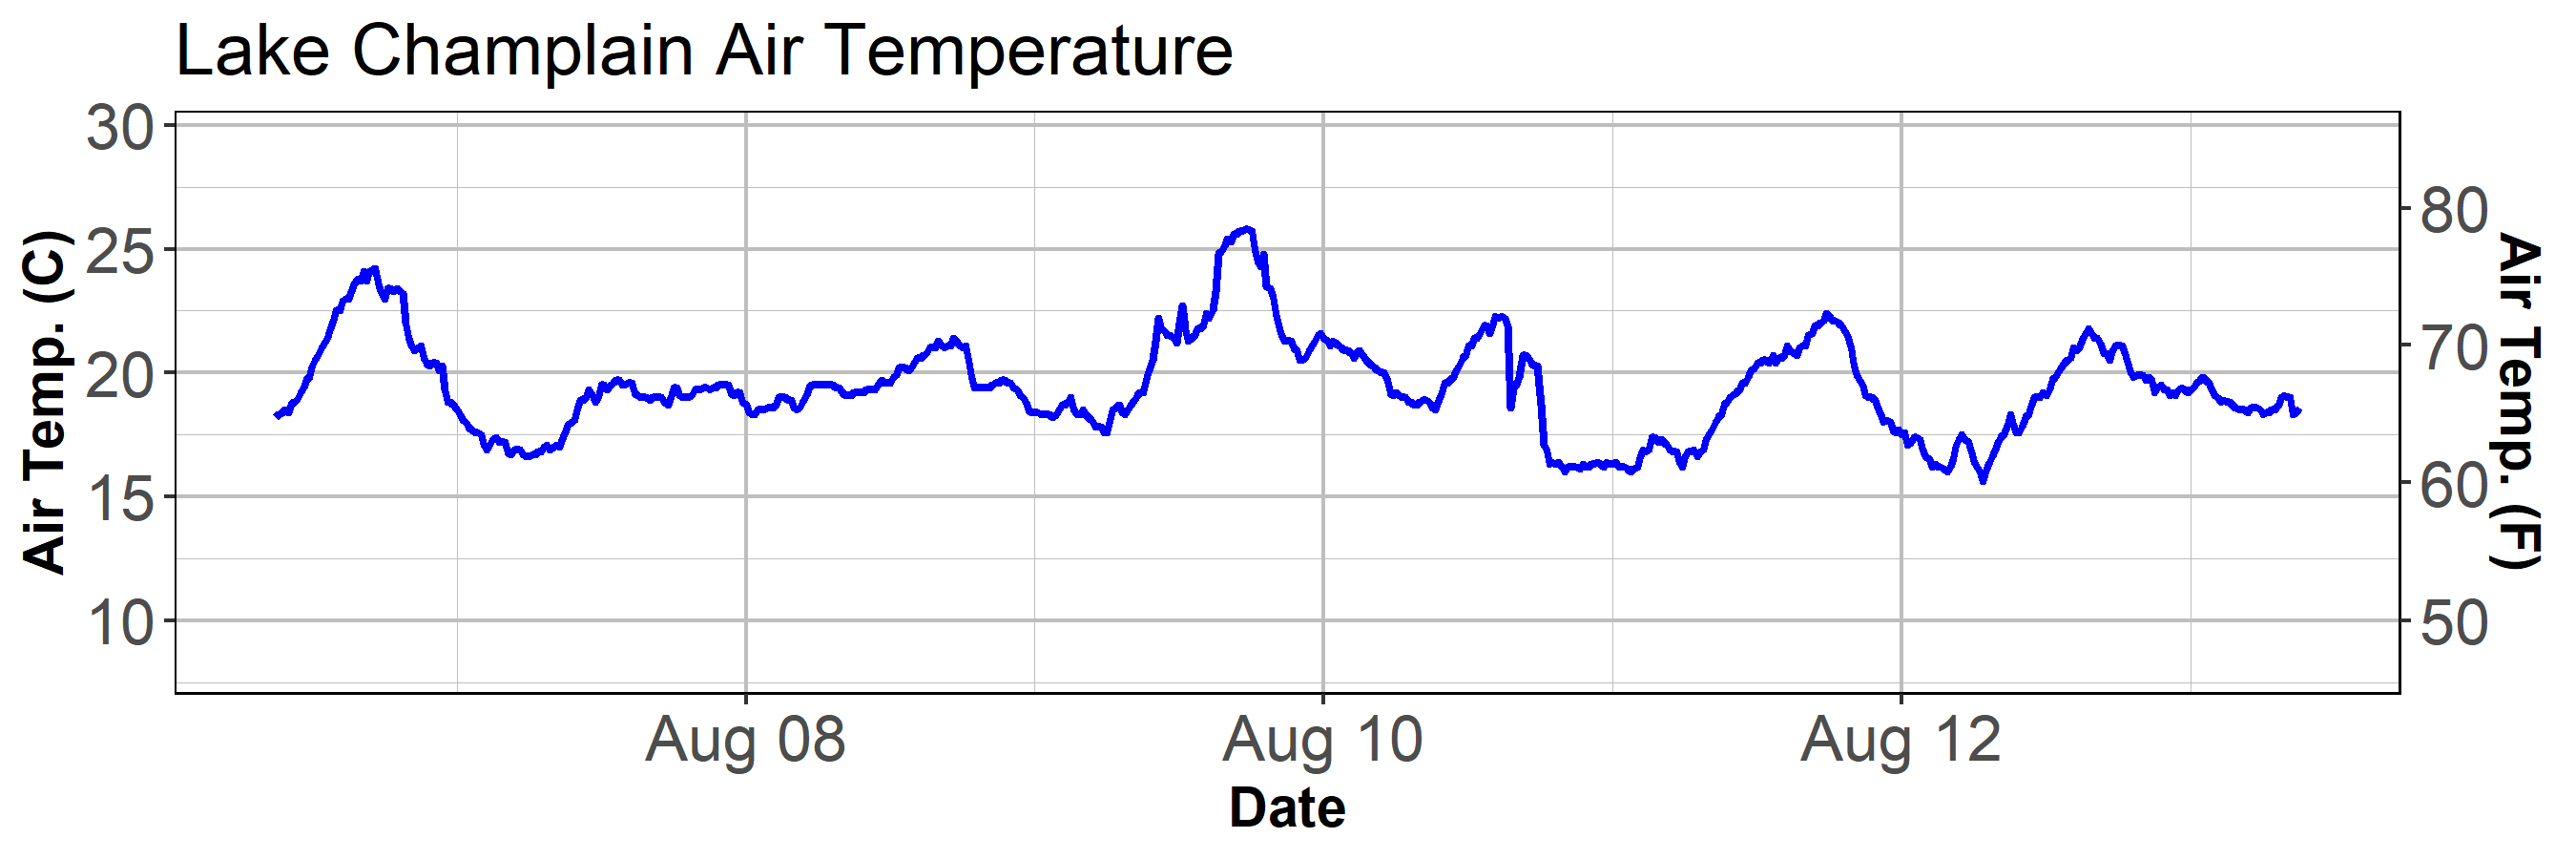 Lake Champlain Air Temperature
Air Temp. (C)
30
25
20
15
10
80
70
60
50
Air Temp. (F)
Aug 08
Aug 10
Aug 12
Date